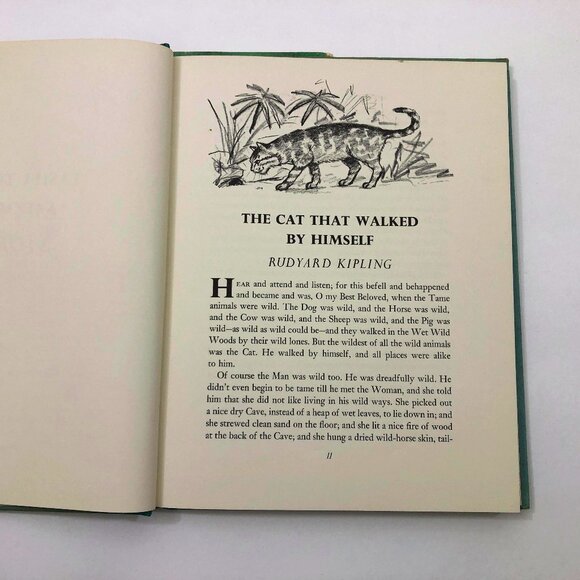 THE CAT THAT WALKED
BY HIMSELF
RUDYARD KIPLING
HEAR and attend and listen; for this befell and behappened
and became and was, O my Best Beloved, when the Tame
animals were wild. The Dog was wild, and the Horse was wild,
and the Cow was wild, and the Sheep was wild, and the Pig was
wild—as wild as wild could be—and they walked in the Wet Wild
Woods by their wild lones. But the wildest of all the wild animals
was the Cat. He walked by himself, and all places were alike
to him.
Of course the Man was wild too. He was dreadfully wild. He
didn't even begin to be tame till he met the Woman, and she told
him that she did not like living in his wild ways. She picked out
a nice dry Cave, instead of a heap of wet leaves, to lie down in; and
she strewed clean sand on the floor; and she lit a nice fire of wood
at the back of the Cave; and she hung a dried wild-horse skin, tail-
11